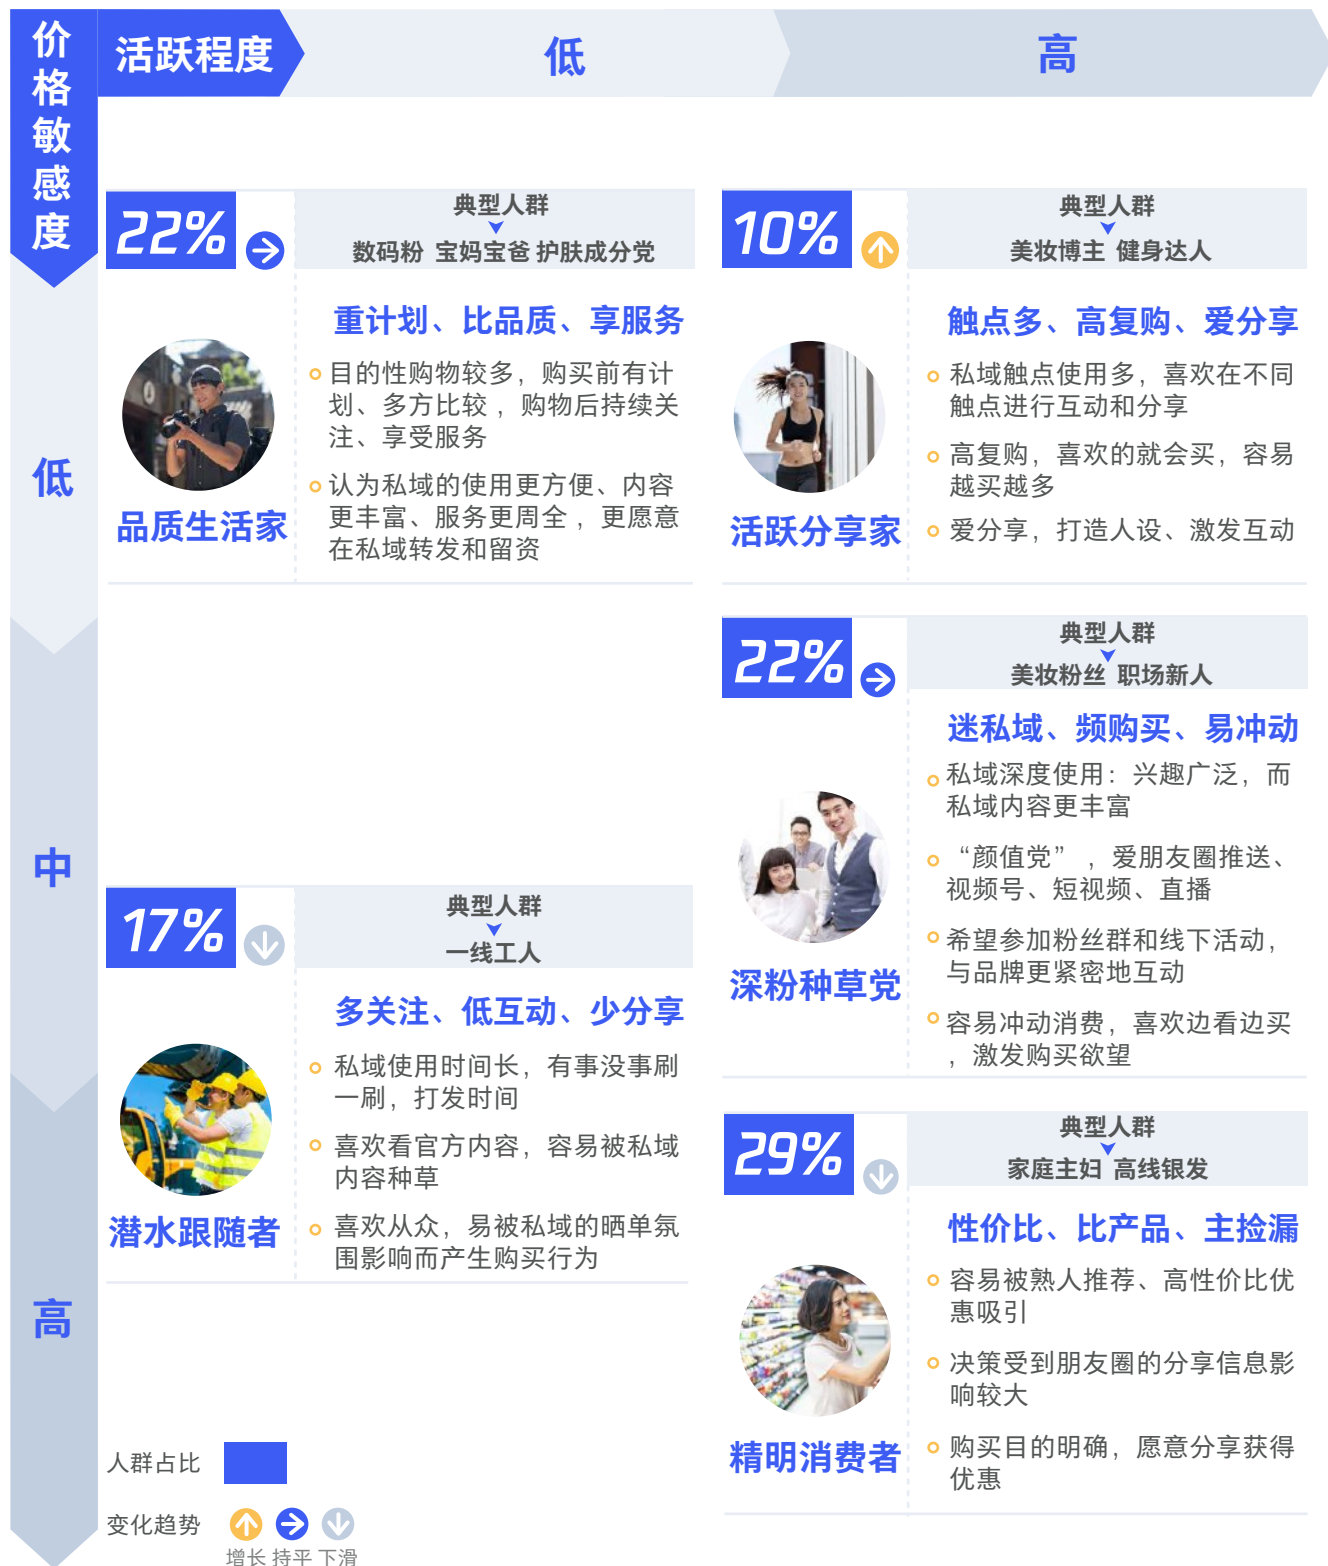 价格敏感度
活跃程度
低
高
低
中
高
22%
典型人群
数码粉 宝妈宝爸 护肤成分党
重计划、比品质、享服务
目的性购物较多，购买前有计
划、多方比较，购物后持续关
注、享受服务
认为私域的使用更方便、内容
更丰富、服务更周全，更愿意
在私域转发和留资
品质生活家
10%
典型人群
美妆博主 健身达人
触点多、高复购、爱分享
私域触点使用多，喜欢在不同
触点进行互动和分享
高复购，喜欢的就会买，容易
越买越多
爱分享，打造人设、激发互动
活跃分享家
22%
典型人群
美妆粉丝 职场新人
迷私域、频购买、易冲动
私域深度使用：兴趣广泛，而
私域内容更丰富
“颜值党”，爱朋友圈推送、
视频号、短视频、直播
希望参加粉丝群和线下活动，
与品牌更紧密地互动
容易冲动消费，喜欢边看边买
，激发购买欲望
深粉种草党
17%
典型人群
一线工人
多关注、低互动、少分享
私域使用时间长，有事没事刷
一刷，打发时间
喜欢看官方内容，容易被私域
内容种草
喜欢从众，易被私域的晒单氛
围影响而产生购买行为
潜水跟随者
29%
典型人群
家庭主妇 高线银发
性价比、比产品、主捡漏
容易被熟人推荐、高性价比优
惠吸引
决策受到朋友圈的分享信息影
响较大
购买目的明确，愿意分享获得
优惠
精明消费者
人群占比
变化趋势
增长 持平 下滑